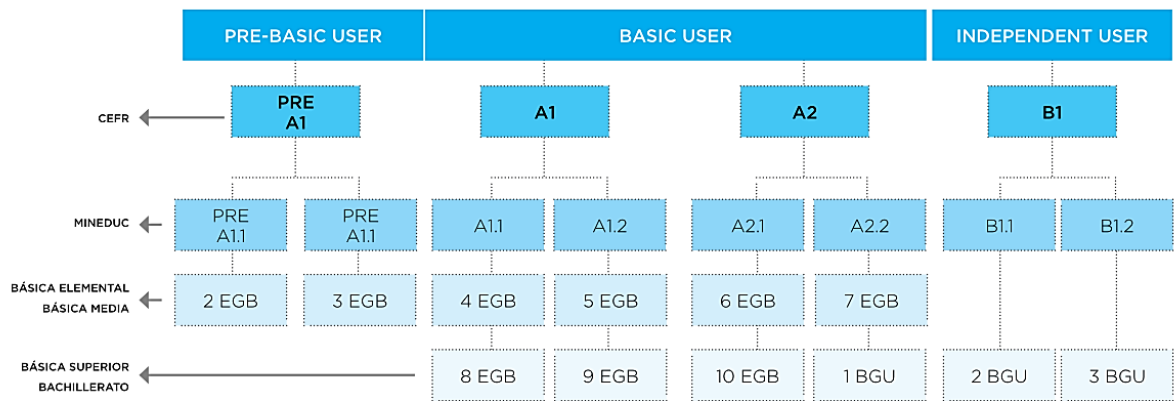 PRE-BASIC USER BASIC USER INDEPENDENT USER
CEFR
PRE
A1
A1
A2
B1
MINEDUC
PRE
A1.1
PRE
A1.1
A1.1
A1.2
A2.1
A2.2
B1.1
B1.2
BÁSICA ELEMENTAL
BÁSICA MEDIA
2 EGB
3 EGB
4 EGB
5 EGB
6 EGB
7 EGB
BÁSICA SUPERIOR
BACHILLERATO
8 EGB
9 EGB
10 EGB
1 BGU
2 BGU
3 BGU